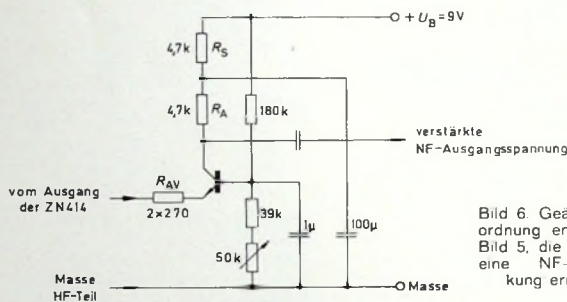 + U_B = 9V
4,7k R_S
4,7k R_A
180k
verstärkte
NF-Ausgangsspannung
R_AV
vom Ausgang
der ZN414
2×270
39k
1µ
100µ
50k
Masse
HF-Teil
Masse
Bild 6. Geä
ordnung en
Bild 5, die
eine NF-
kung er